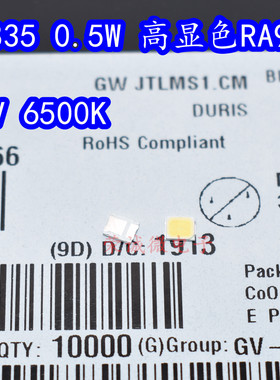 335 0.5W 高显色RA9
V 6500K
GW JTLMS1.CM
DURIS
RoHS Compliant
66
(9D) D/C: 1913
Pack
CoO
E P
QTY: 10000 (G)Group: GV-